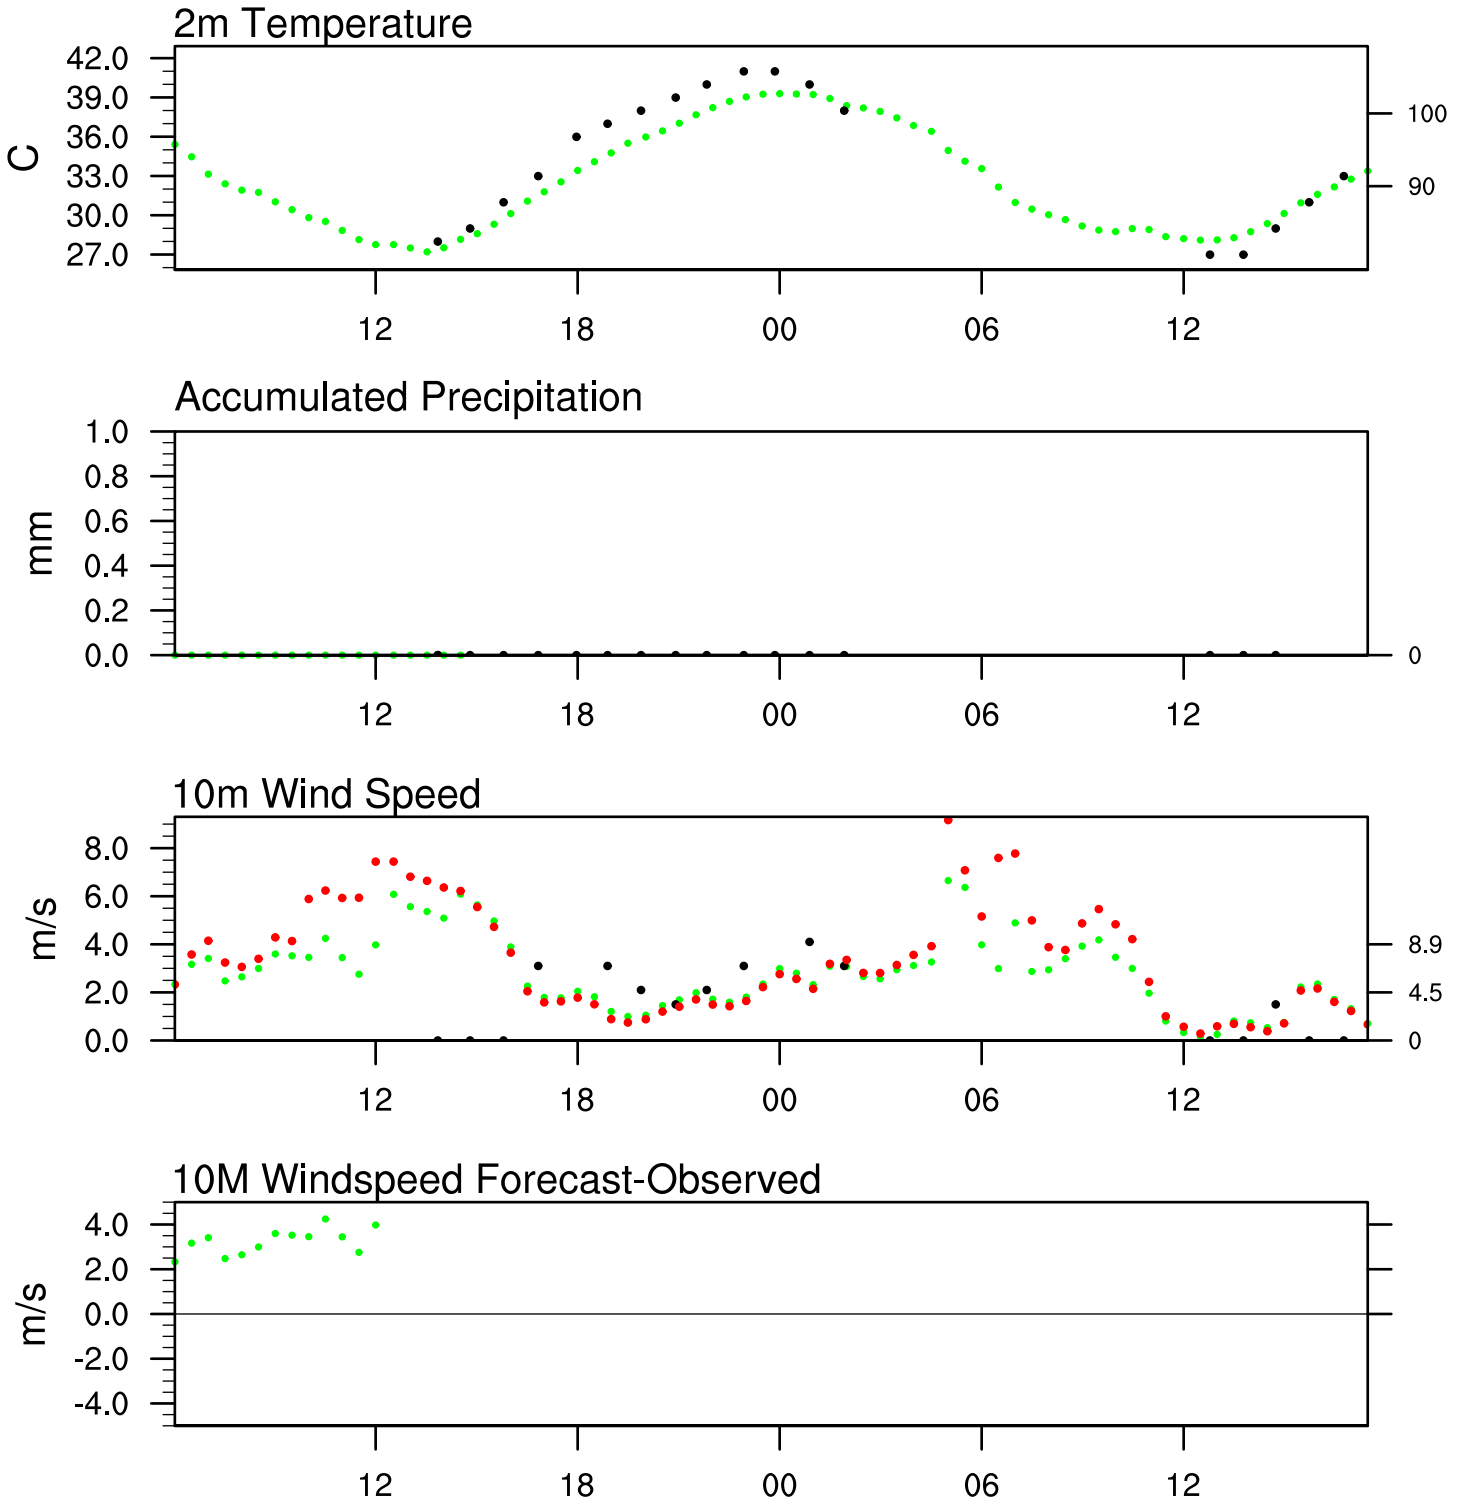 2m Temperature
42.0
39.0
36.0
33.0
30.0
27.0
C
100
90
12 18 00 06 12
Accumulated Precipitation
1.0
0.8
0.6
0.4
0.2
0.0
mm
0
12 18 00 06 12
10m Wind Speed
8.0
6.0
4.0
2.0
0.0
m/s
8.9
4.5
0
12 18 00 06 12
10M Windspeed Forecast-Observed
4.0
2.0
0.0
-2.0
-4.0
m/s
12 18 00 06 12